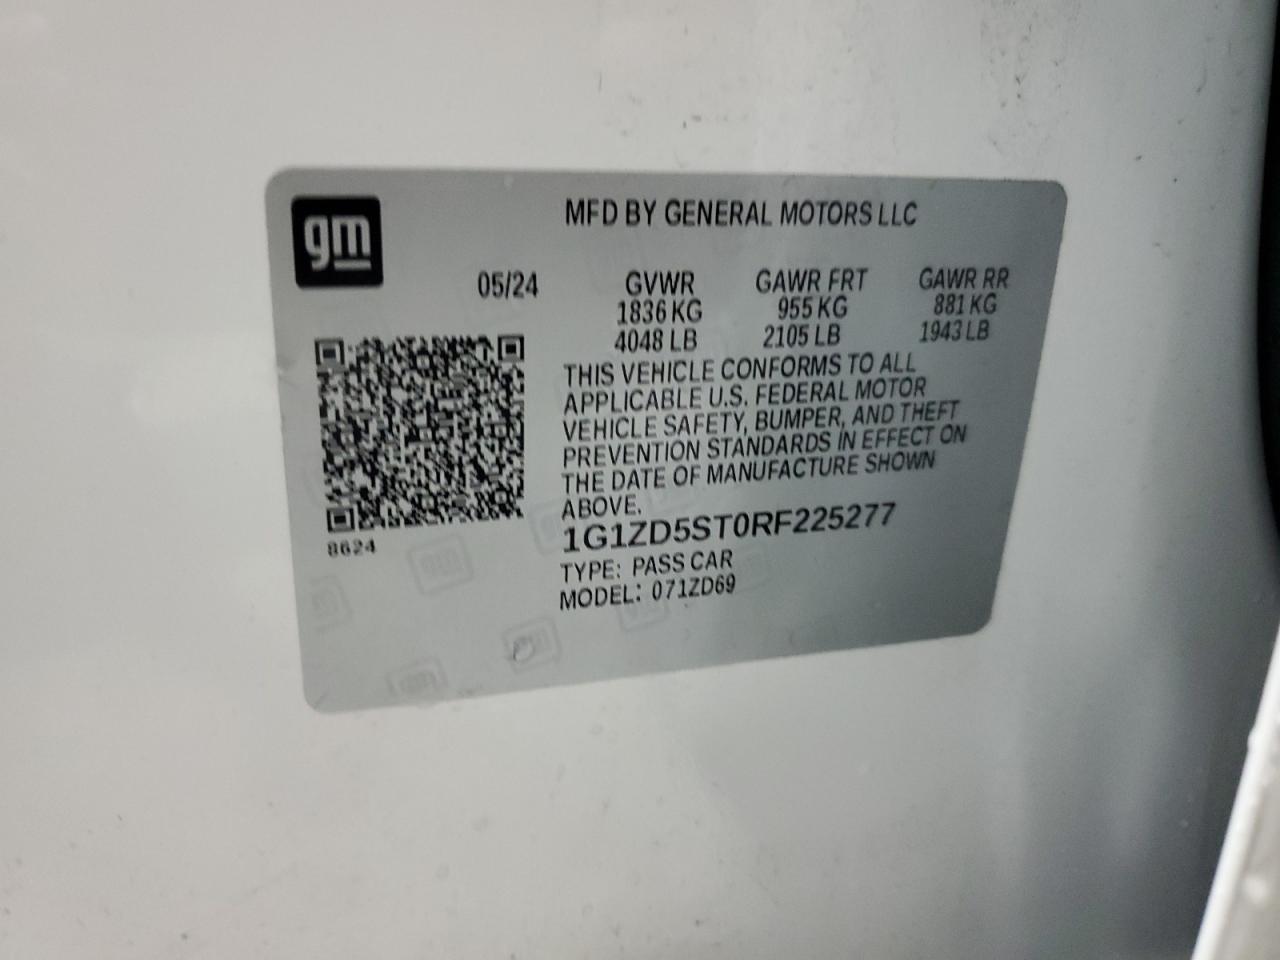 gm
MFD BY GENERAL MOTORS LLC
05/24 GVWR GAWR FRT GAWR RR
1836 KG 955 KG 881 KG
4048 LB 2105 LB 1943 LB
THIS VEHICLE CONFORMS TO ALL
APPLICABLE U.S. FEDERAL MOTOR
VEHICLE SAFETY, BUMPER, AND THEFT
PREVENTION STANDARDS IN EFFECT ON
THE DATE OF MANUFACTURE SHOWN
ABOVE.
1G1ZD5ST0RF225277
8624
TYPE: PASS CAR
MODEL: 071ZD69